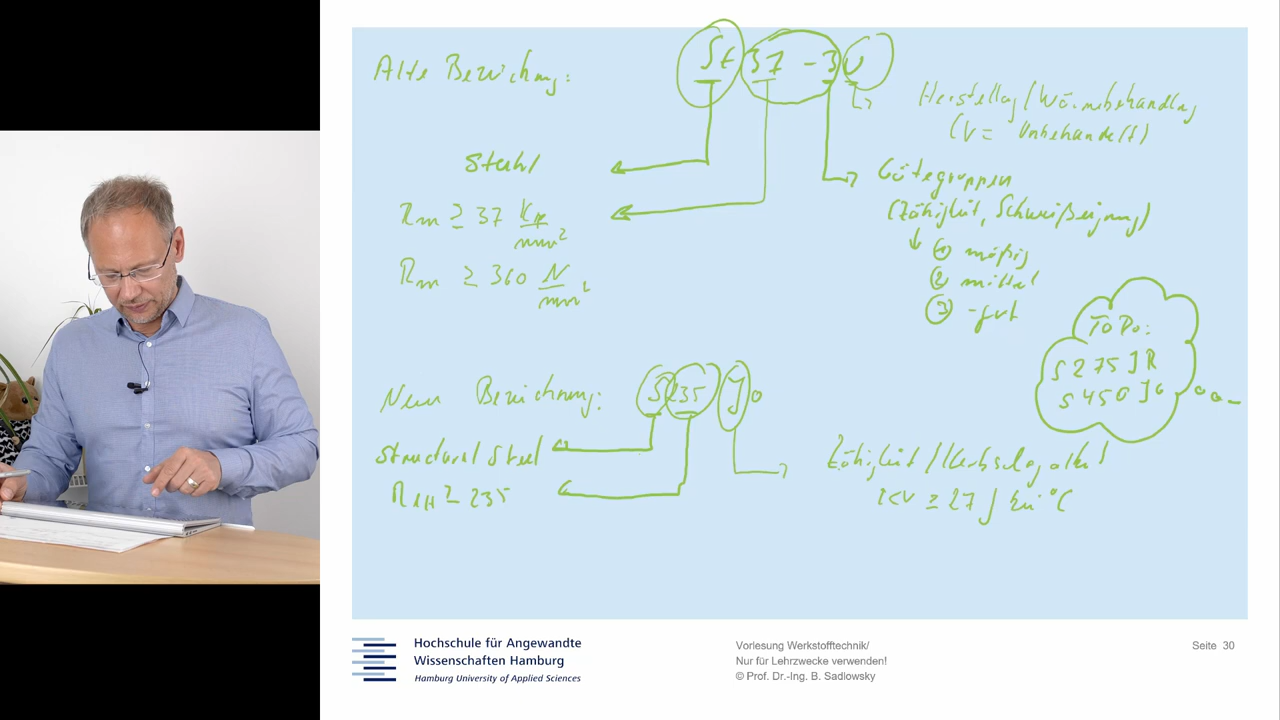 Alte Bezeichnung:
St 37 - 3 U
Herstellung/Wärmebehandlung
(U = Unbehandelt)
Stahl
Gütegruppen
Rm ≥ 37 kp/mm²
(Zähigkeit, Schweißeignung)
① mäßig
Rm ≥ 360 N/mm²
② mittel
③ -gut
ToDo:
S 275 JR
S 450 J0
Neue Bezeichnung: S 235 J0
Structural Steel
Zähigkeit/Kerbschlagarbeit
≥ 235
KV ≥ 27 J bei °C
Hochschule für Angewandte
Wissenschaften Hamburg
Hamburg University of Applied Sciences
Vorlesung Werkstofftechnik/
Nur für Lehrzwecke verwenden!
© Prof. Dr.-Ing. B. Sadlowsky
Seite 30